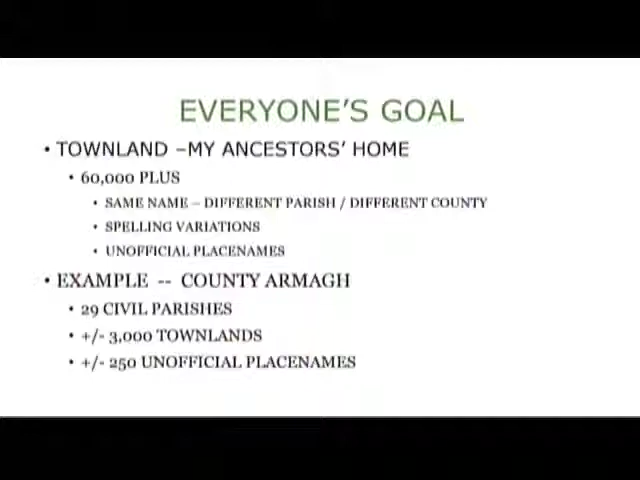 EVERYONE'S GOAL
• TOWNLAND –MY ANCESTORS' HOME
• 60,000 PLUS
• SAME NAME – DIFFERENT PARISH / DIFFERENT COUNTY
• SPELLING VARIATIONS
• UNOFFICIAL PLACENAMES
• EXAMPLE -- COUNTY ARMAGH
• 29 CIVIL PARISHES
• +/- 3,000 TOWNLANDS
• +/- 250 UNOFFICIAL PLACENAMES